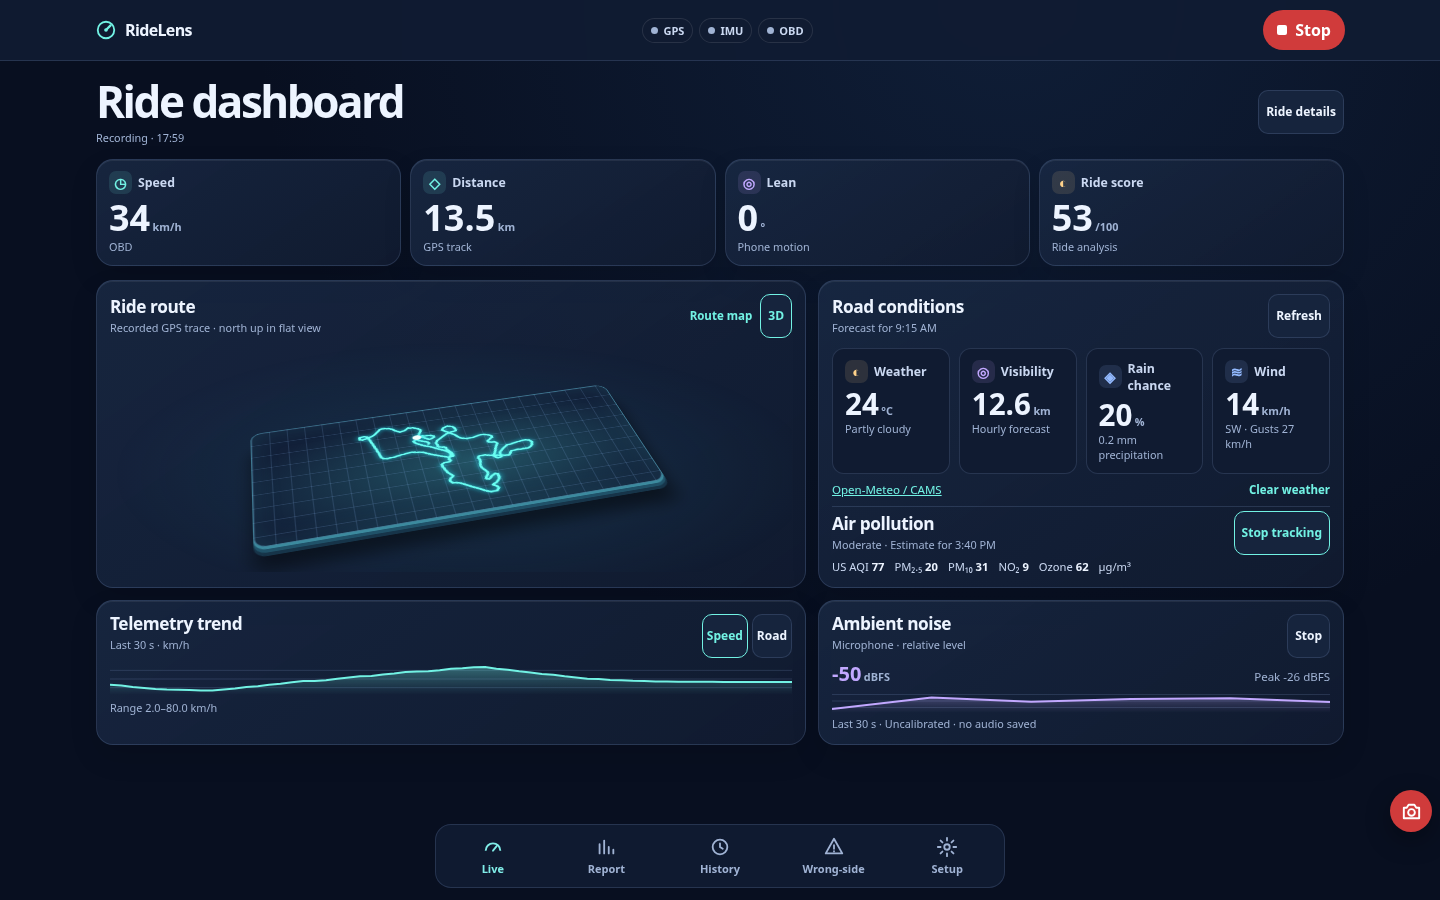 RideLens
GPS
IMU
OBD
Stop
Ride dashboard
Recording · 17:59
Ride details
Speed
34 km/h
OBD
Distance
13.5 km
GPS track
Lean
0°
Phone motion
Ride score
53 /100
Ride analysis
Ride route
Recorded GPS trace · north up in flat view
Route map
3D
Road conditions
Forecast for 9:15 AM
Refresh
Weather
24 °C
Partly cloudy
Visibility
12.6 km
Hourly forecast
Rain
chance
20 %
0.2 mm
precipitation
Wind
14 km/h
SW · Gusts 27
km/h
Open-Meteo / CAMS
Clear weather
Air pollution
Moderate · Estimate for 3:40 PM
Stop tracking
US AQI 77 PM₂.₅ 20 PM₁₀ 31 NO₂ 9 Ozone 62 µg/m³
Telemetry trend
Last 30 s · km/h
Speed
Road
Range 2.0–80.0 km/h
Ambient noise
Microphone · relative level
Stop
-50 dBFS
Peak -26 dBFS
Last 30 s · Uncalibrated · no audio saved
Live
Report
History
Wrong-side
Setup